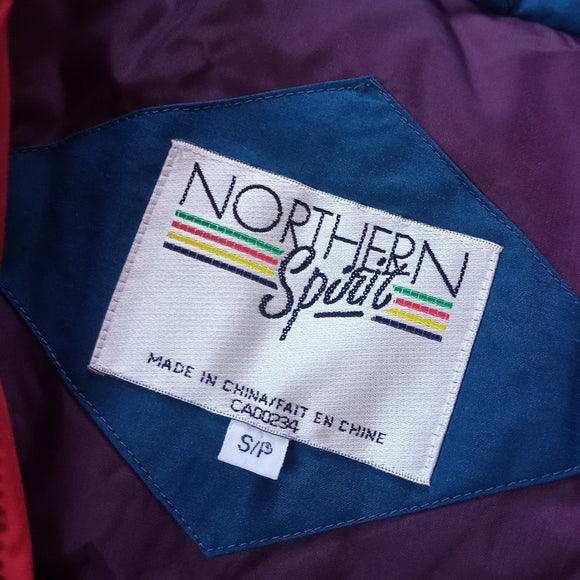 NORTHERN
Spirit
MADE IN CHINA/FAIT EN CHINE
CA00234
S/P